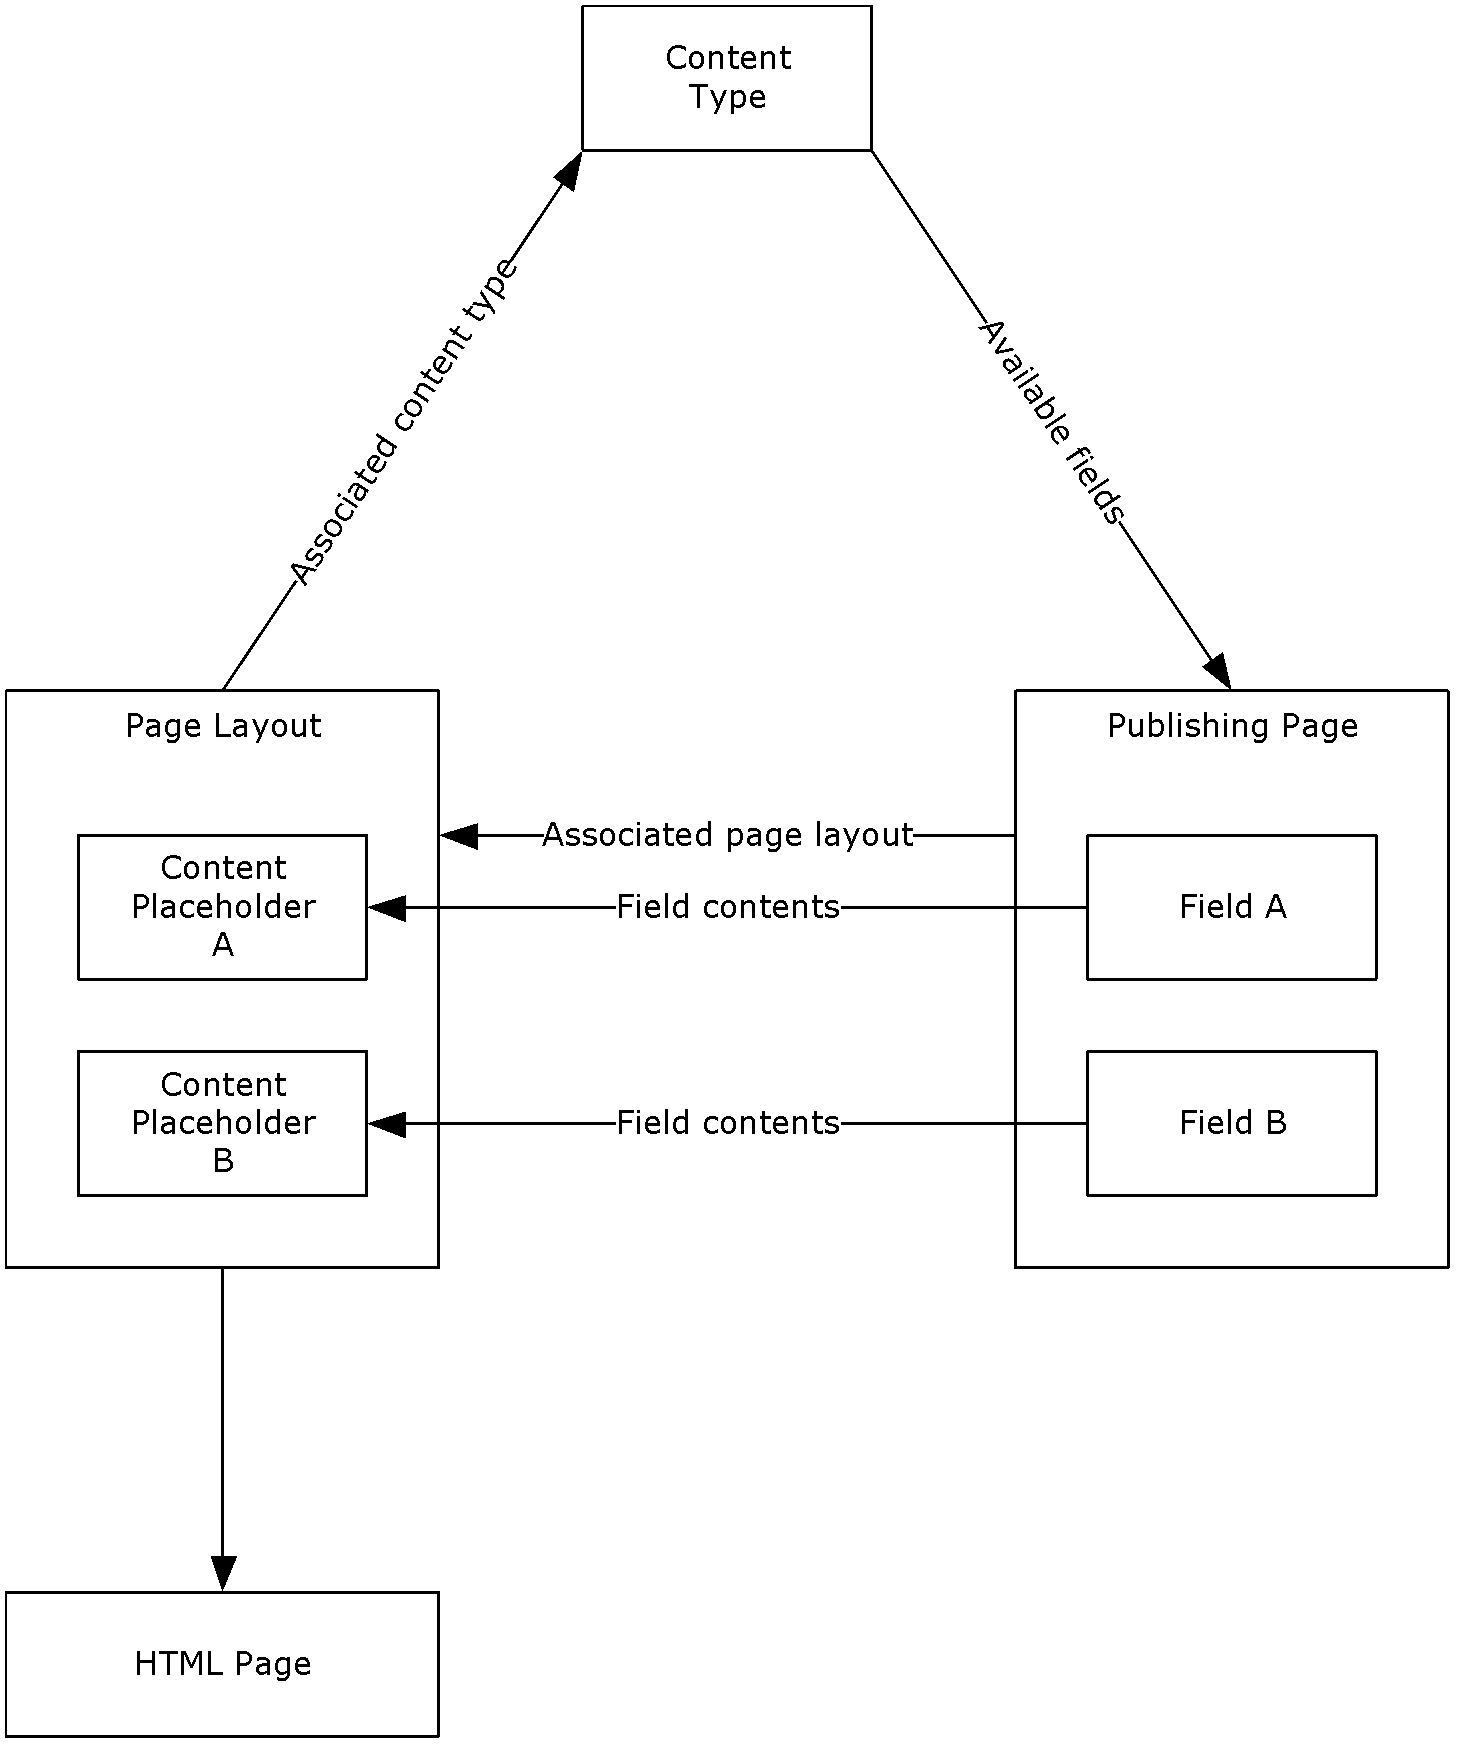 Content
Type
Associated content type
Available fields
Page Layout
Publishing Page
Associated page layout
Content
Placeholder
A
Field contents
Field A
Content
Placeholder
B
Field contents
Field B
HTML Page